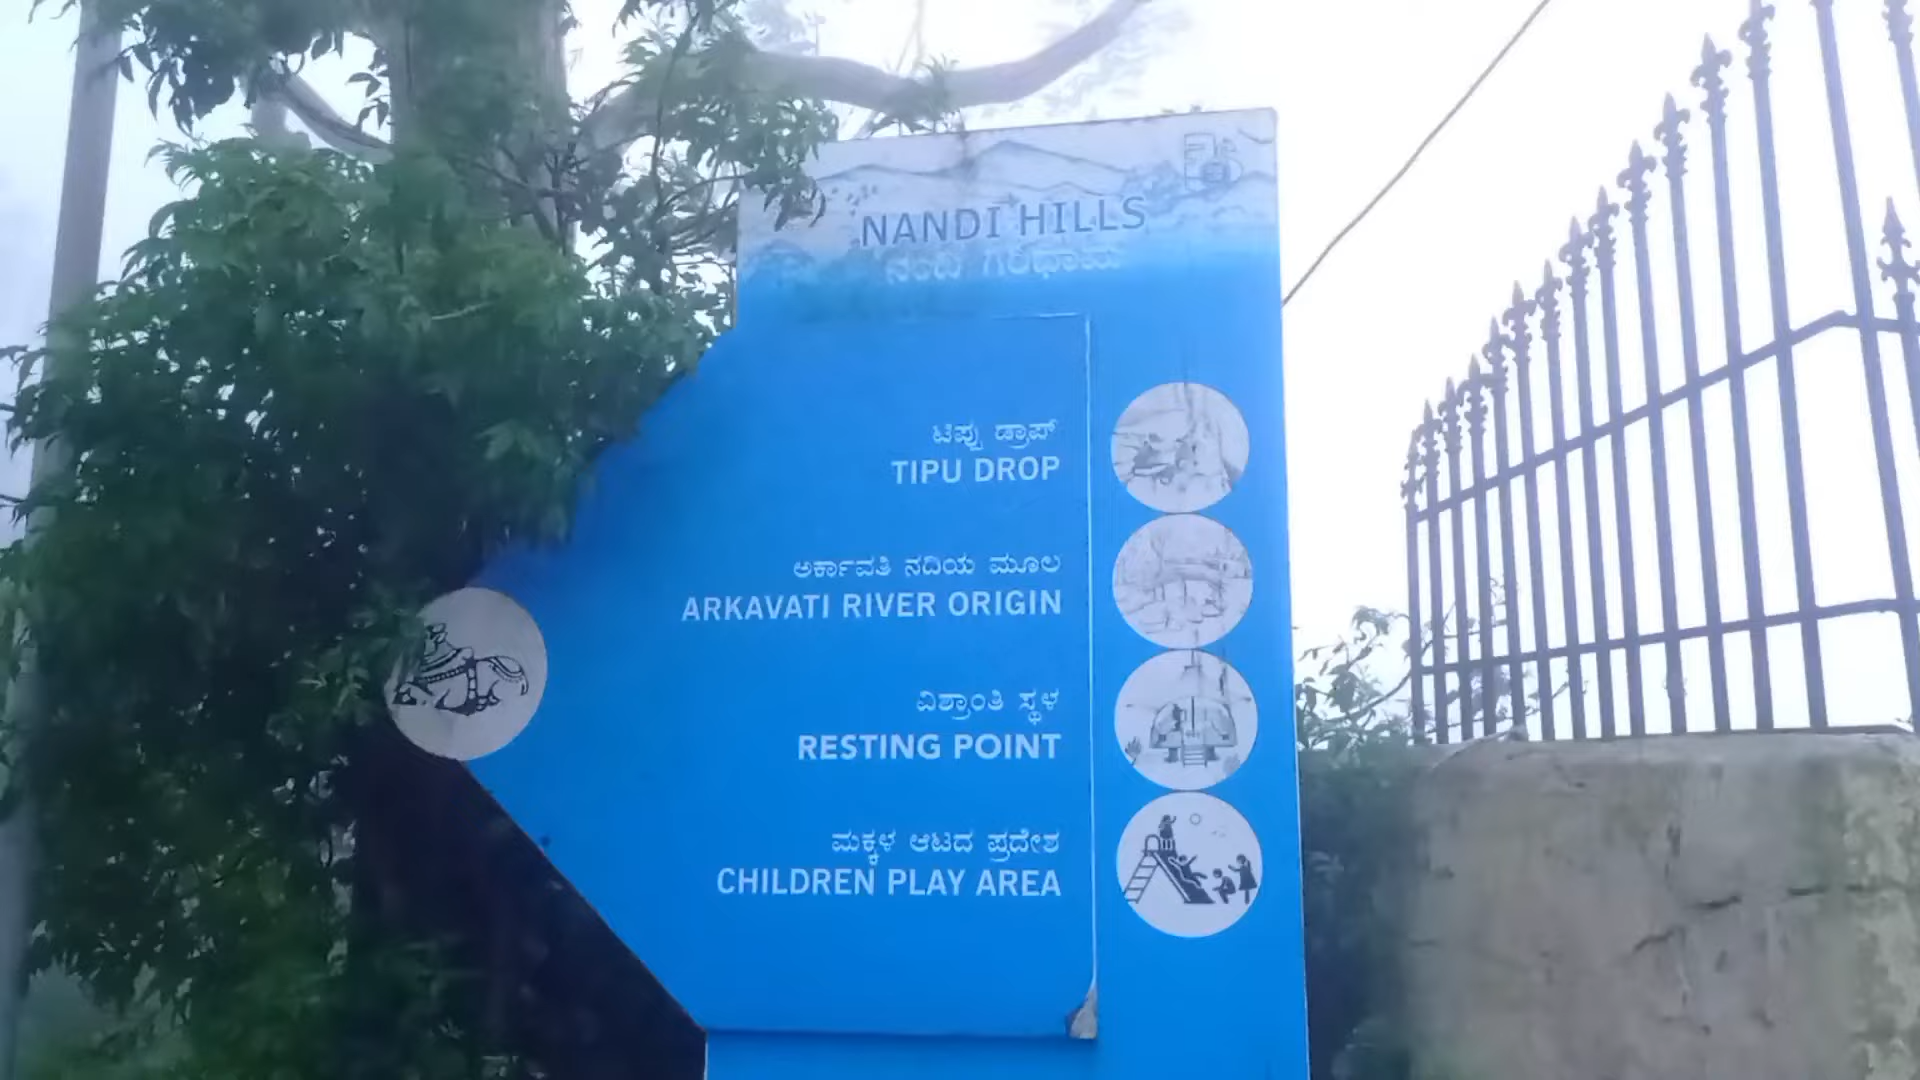 NANDI HILLS
ನಂದಿ ಗಿರಿಧಾಮ
ಟಿಪ್ಪು ಡ್ರಾಪ್
TIPU DROP
ಅರ್ಕಾವತಿ ನದಿಯ ಮೂಲ
ARKAVATI RIVER ORIGIN
ವಿಶ್ರಾಂತಿ ಸ್ಥಳ
RESTING POINT
ಮಕ್ಕಳ ಆಟದ ಪ್ರದೇಶ
CHILDREN PLAY AREA